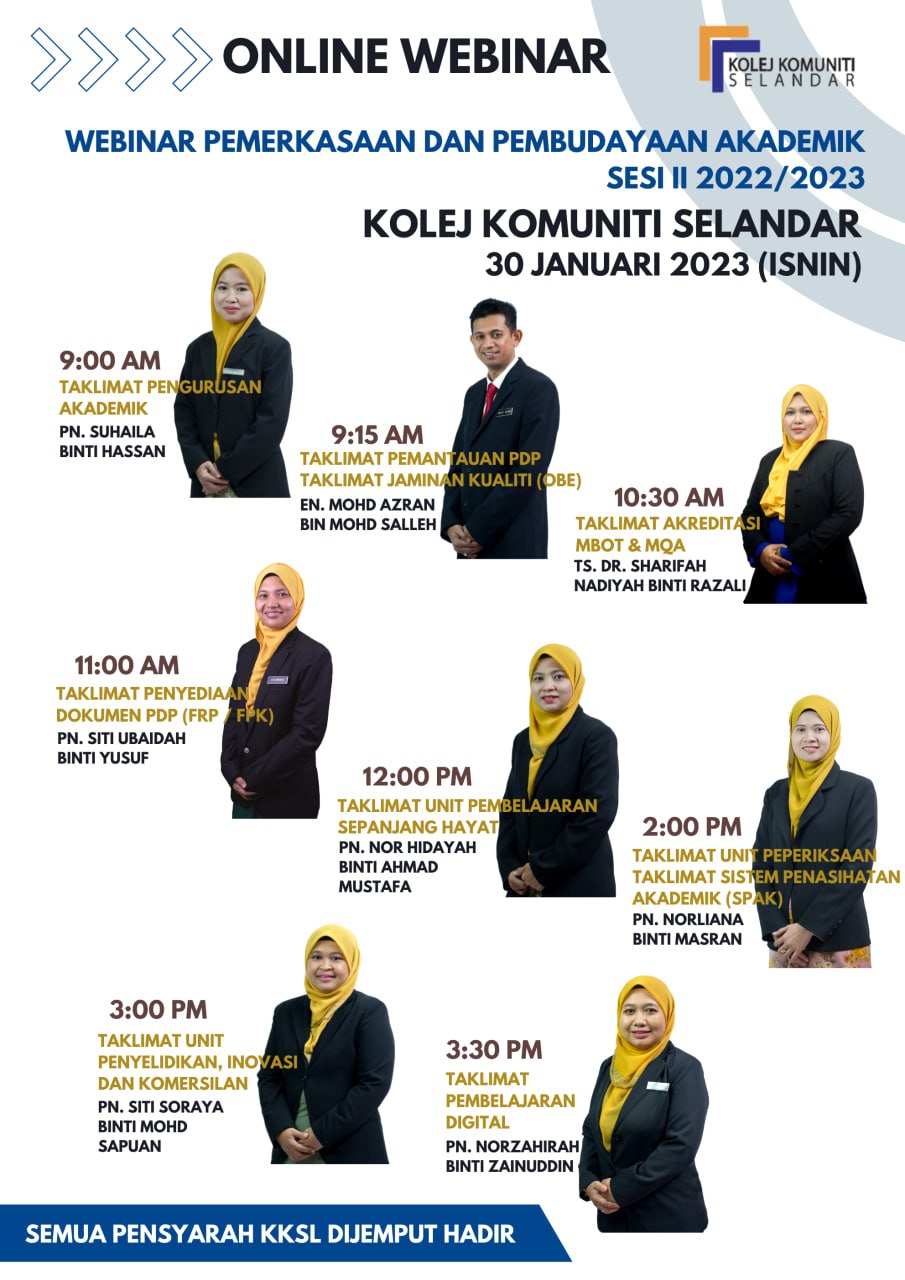 ONLINE WEBINAR
KOLEJ KOMUNITI
SELANDAR
WEBINAR PEMERKASAAN DAN PEMBUDAYAAN AKADEMIK
SESI II 2022/2023
KOLEJ KOMUNITI SELANDAR
30 JANUARI 2023 (ISNIN)
9:00 AM
TAKLIMAT PENGURUSAN
AKADEMIK
PN. SUHAILA
BINTI HASSAN
9:15 AM
TAKLIMAT PEMANTAUAN PDP
TAKLIMAT JAMINAN KUALITI (OBE)
EN. MOHD AZRAN
BIN MOHD SALLEH
10:30 AM
TAKLIMAT AKREDITASI
MBOT & MQA
TS. DR. SHARIFAH
NADIYAH BINTI RAZALI
11:00 AM
TAKLIMAT PENYEDIAAN
DOKUMEN PDP (FRP / FPK)
PN. SITI UBAIDAH
BINTI YUSUF
12:00 PM
TAKLIMAT UNIT PEMBELAJARAN
SEPANJANG HAYAT
PN. NOR HIDAYAH
BINTI AHMAD
MUSTAFA
2:00 PM
TAKLIMAT UNIT PEPERIKSAAN
TAKLIMAT SISTEM PENASIHATAN
AKADEMIK (SPAK)
PN. NORLIANA
BINTI MASRAN
3:00 PM
TAKLIMAT UNIT
PENYELIDIKAN, INOVASI
DAN KOMERSILAN
PN. SITI SORAYA
BINTI MOHD
SAPUAN
3:30 PM
TAKLIMAT
PEMBELAJARAN
DIGITAL
PN. NORZAHIRAH
BINTI ZAINUDDIN
SEMUA PENSYARAH KKSL DIJEMPUT HADIR